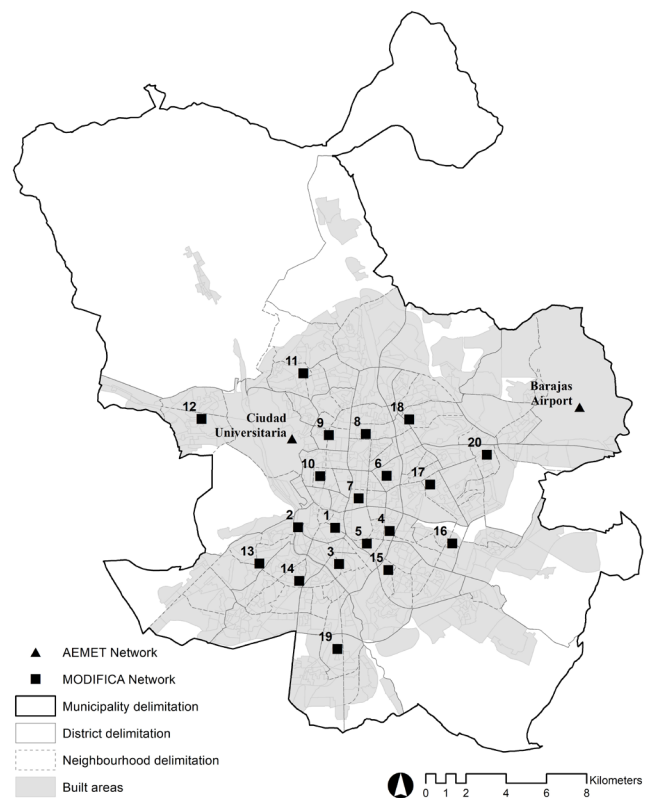 11
Barajas
Airport
12
18
Ciudad
Universitaria
9
8
20
10
6
17
7
2
1
4
5
16
13
3
15
14
19
AEMET Network
MODIFICA Network
Municipality delimitation
District delimitation
Neighbourhood delimitation
Built areas
Kilometers
0 1 2 4 6 8